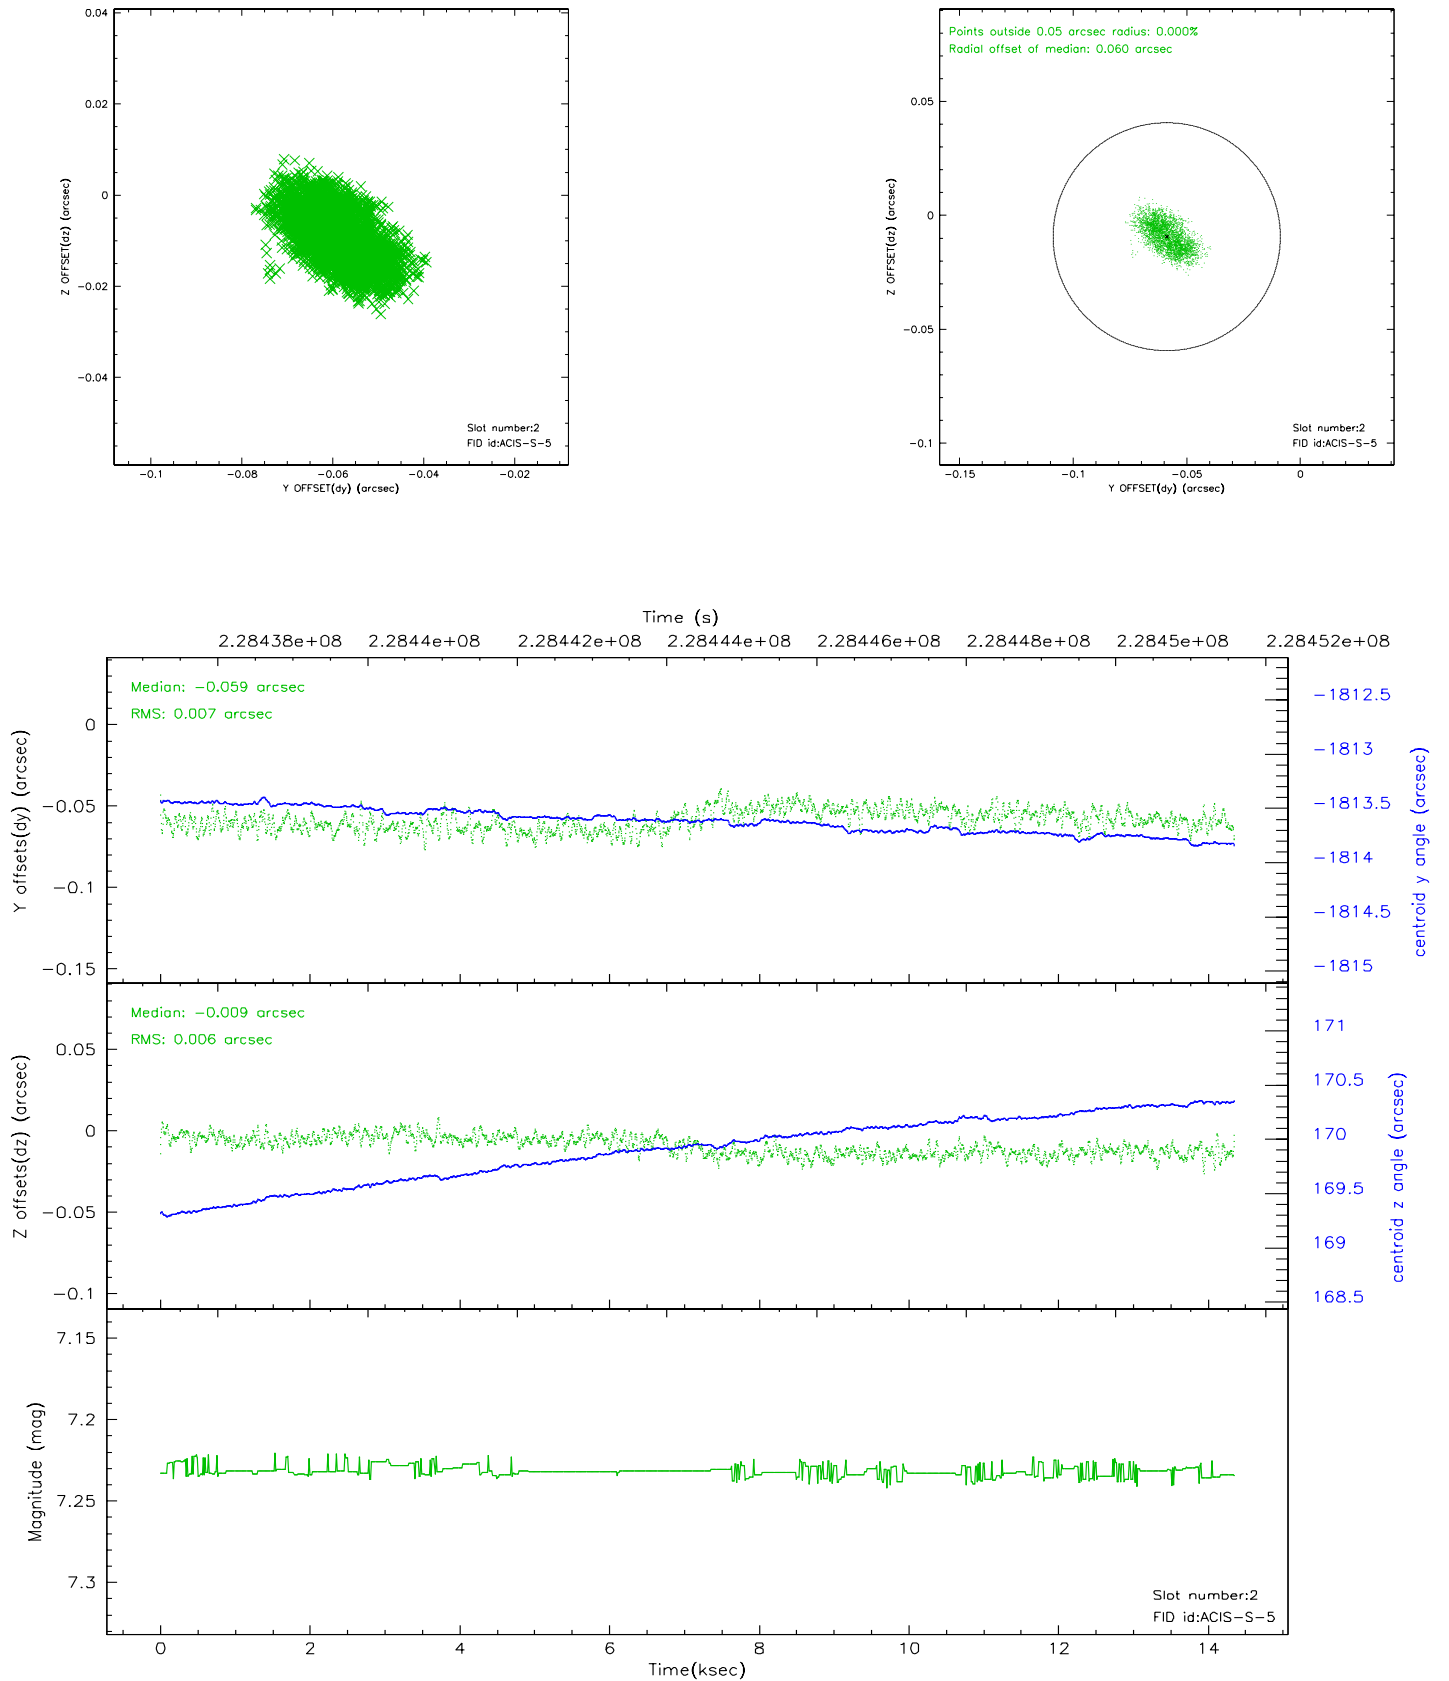 0.04
0.02
0
−0.02
−0.04
Z OFFSET(dz) (arcsec)
Slot number:2
FID id:ACIS−S−5
−0.1
−0.08
−0.06
−0.04
−0.02
Y OFFSET(dy) (arcsec)
Points outside 0.05 arcsec radius: 0.000%
Radial offset of median: 0.060 arcsec
0.05
0
−0.05
−0.1
Z OFFSET(dz) (arcsec)
Slot number:2
FID id:ACIS−S−5
−0.15
−0.1
−0.05
0
Y OFFSET(dy) (arcsec)
Time (s)
2.28438e+08
2.2844e+08
2.28442e+08
2.28444e+08
2.28446e+08
2.28448e+08
2.2845e+08
2.28452e+08
Median: −0.059 arcsec
RMS: 0.007 arcsec
0
−0.05
−0.1
−0.15
Y offsets(dy) (arcsec)
−1812.5
−1813
−1813.5
−1814
−1814.5
−1815
centroid y angle (arcsec)
Median: −0.009 arcsec
RMS: 0.006 arcsec
0.05
0
−0.05
−0.1
Z offsets(dz) (arcsec)
171
170.5
170
169.5
169
168.5
centroid z angle (arcsec)
7.15
7.2
7.25
7.3
Magnitude (mag)
Slot number:2
FID id:ACIS−S−5
0
2
4
6
8
10
12
14
Time(ksec)